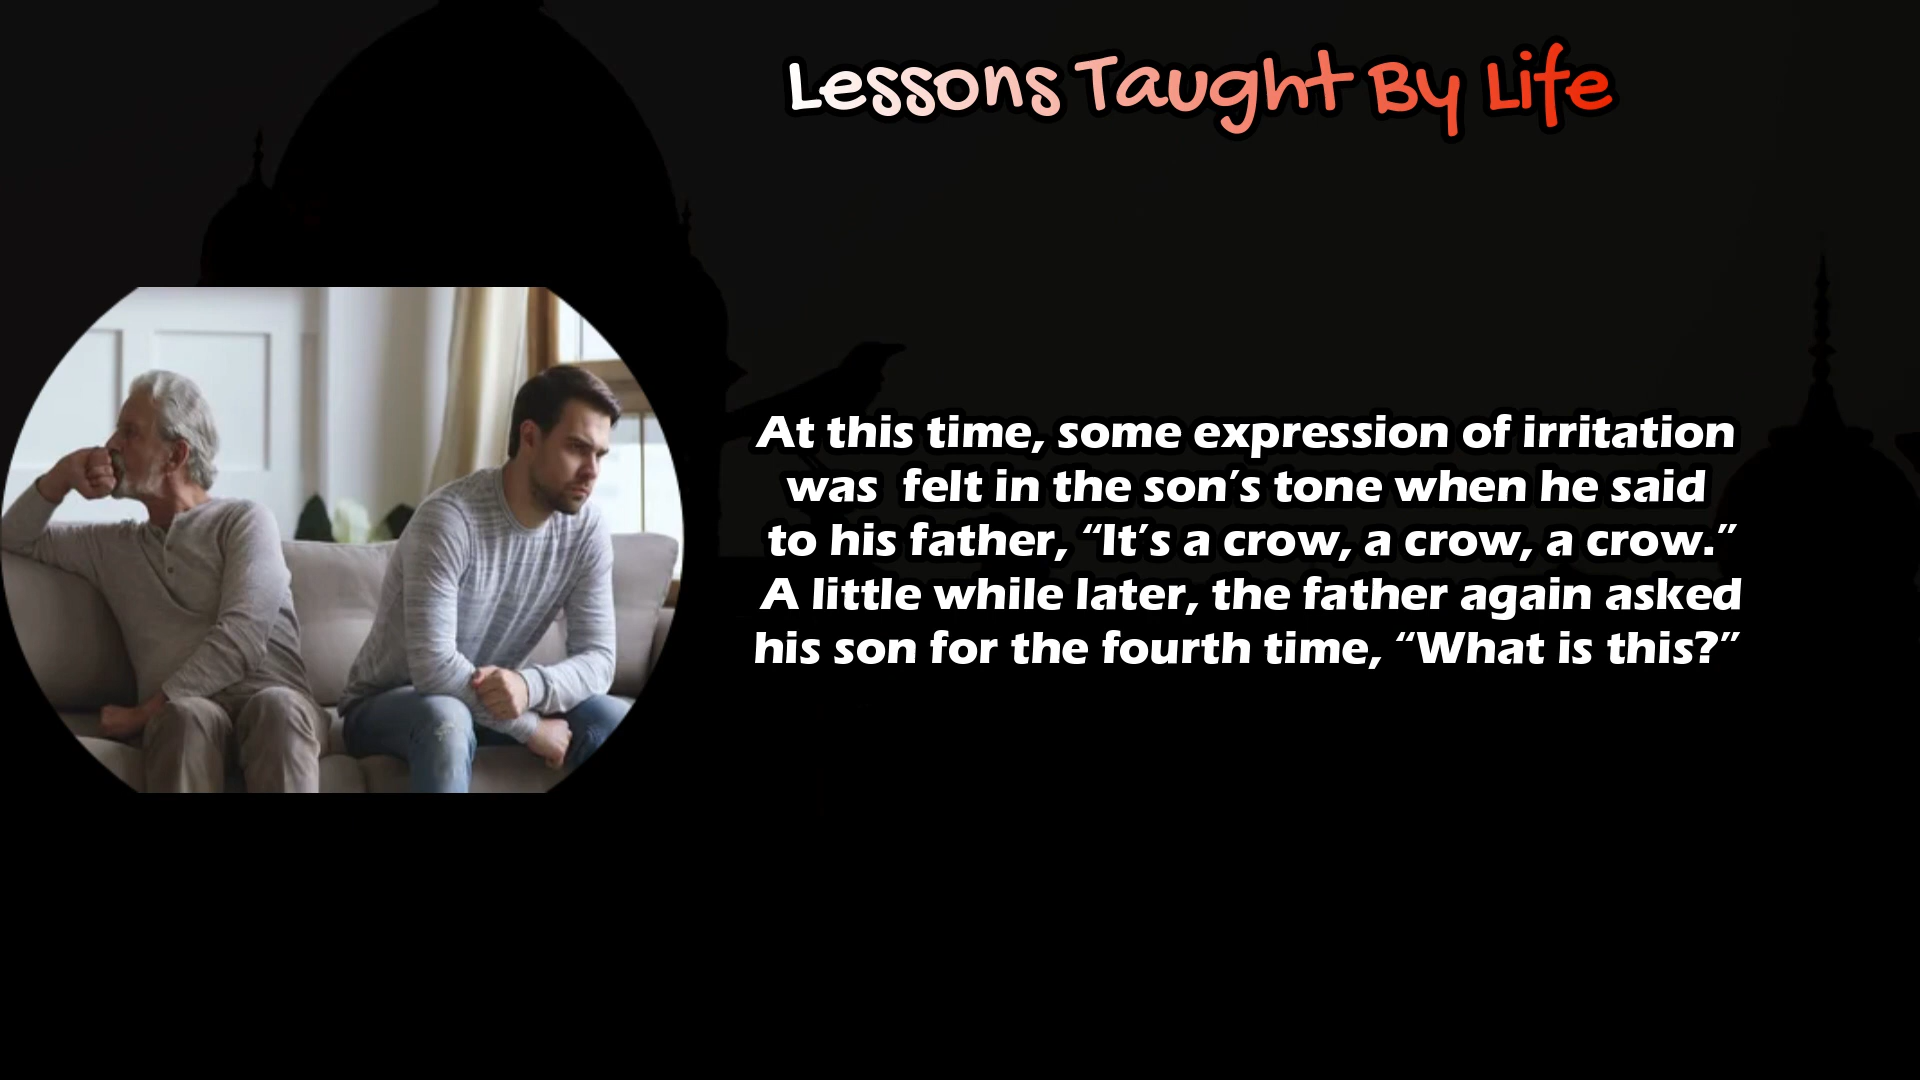 Lessons Taught By Life
At this time, some expression of irritation
was felt in the son’s tone when he said
to his father, “It’s a crow, a crow, a crow.”
A little while later, the father again asked
his son for the fourth time, “What is this?”